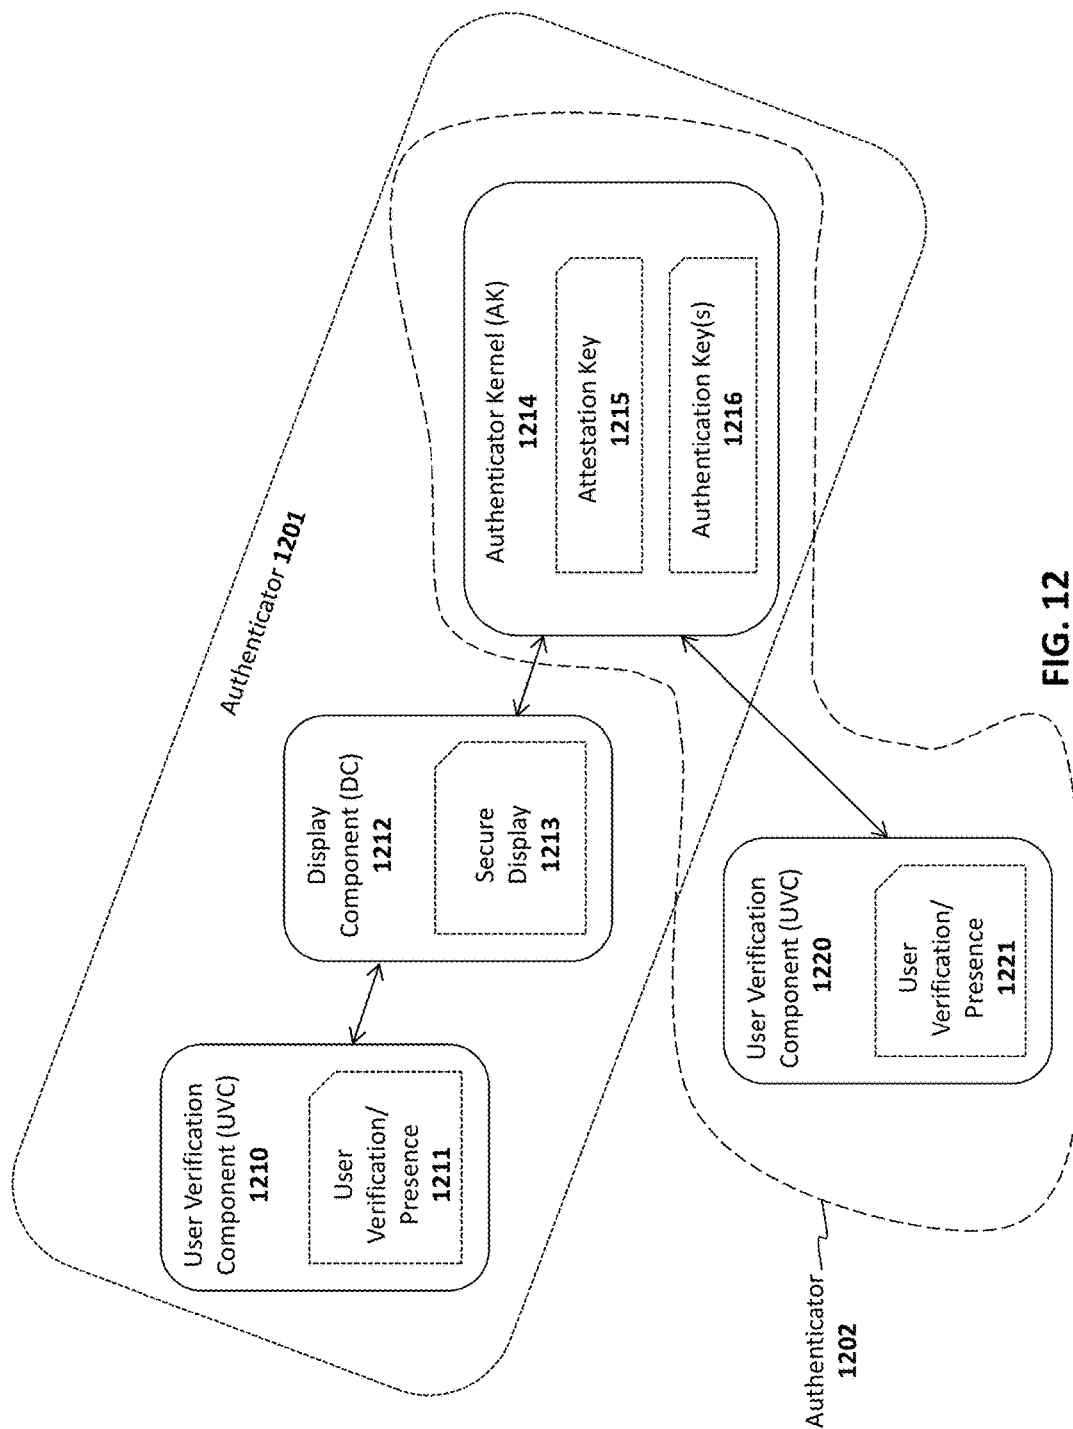 Authenticator 1201
User Verification
Component (UVC)
1210
User
Verification/
Presence
1211
Display
Component (DC)
1212
Secure
Display
1213
Authenticator Kernel (AK)
1214
Attestation Key
1215
Authentication Key(s)
1216
User Verification
Component (UVC)
1220
User
Verification/
Presence
1221
Authenticator
1202
FIG. 12